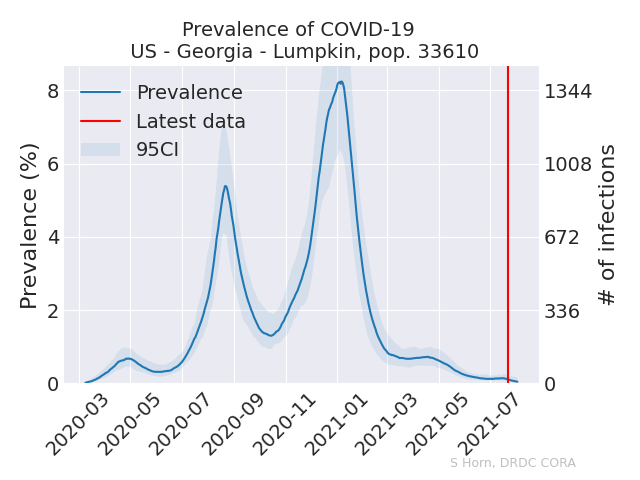 Prevalence of COVID-19
US - Georgia - Lumpkin, pop. 33610
Prevalence
Latest data
95CI
Prevalence (%)
8
6
4
2
0
# of infections
1344
1008
672
336
0
2020-03
2020-05
2020-07
2020-09
2020-11
2021-01
2021-03
2021-05
2021-07
S Horn, DRDC CORA